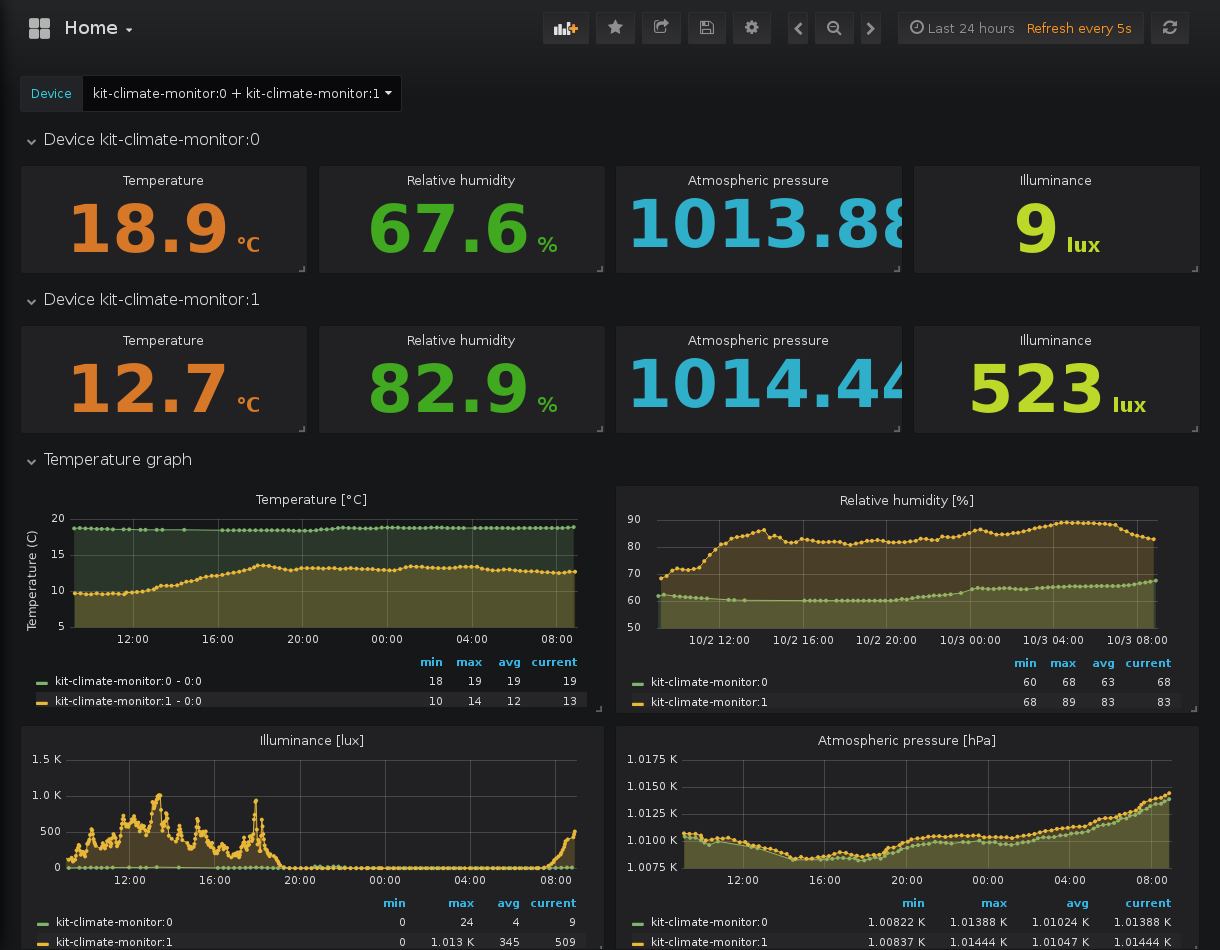 Home
Last 24 hours Refresh every 5s
Device kit-climate-monitor:0 + kit-climate-monitor:1
Device kit-climate-monitor:0
Temperature Relative humidity Atmospheric pressure Illuminance
18.9 °C 67.6 % 1013.88 9 lux
Device kit-climate-monitor:1
Temperature Relative humidity Atmospheric pressure Illuminance
12.7 °C 82.9 % 1014.44 523 lux
Temperature graph
Temperature [°C]
Temperature (C)
20
15
10
5
12:00 16:00 20:00 00:00 04:00 08:00
min max avg current
kit-climate-monitor:0 - 0:0 18 19 19 19
kit-climate-monitor:1 - 0:0 10 14 12 13
Relative humidity [%]
90
80
70
60
50
10/2 12:00 10/2 16:00 10/2 20:00 10/3 00:00 10/3 04:00 10/3 08:00
min max avg current
kit-climate-monitor:0 60 68 63 68
kit-climate-monitor:1 68 89 83 83
Illuminance [lux]
1.5 K
1.0 K
500
0
12:00 16:00 20:00 00:00 04:00 08:00
min max avg current
kit-climate-monitor:0 0 24 4 9
kit-climate-monitor:1 0 1.013 K 345 509
Atmospheric pressure [hPa]
1.0175 K
1.0150 K
1.0125 K
1.0100 K
1.0075 K
12:00 16:00 20:00 00:00 04:00 08:00
min max avg current
kit-climate-monitor:0 1.00822 K 1.01388 K 1.01024 K 1.01388 K
kit-climate-monitor:1 1.00837 K 1.01444 K 1.01047 K 1.01444 K